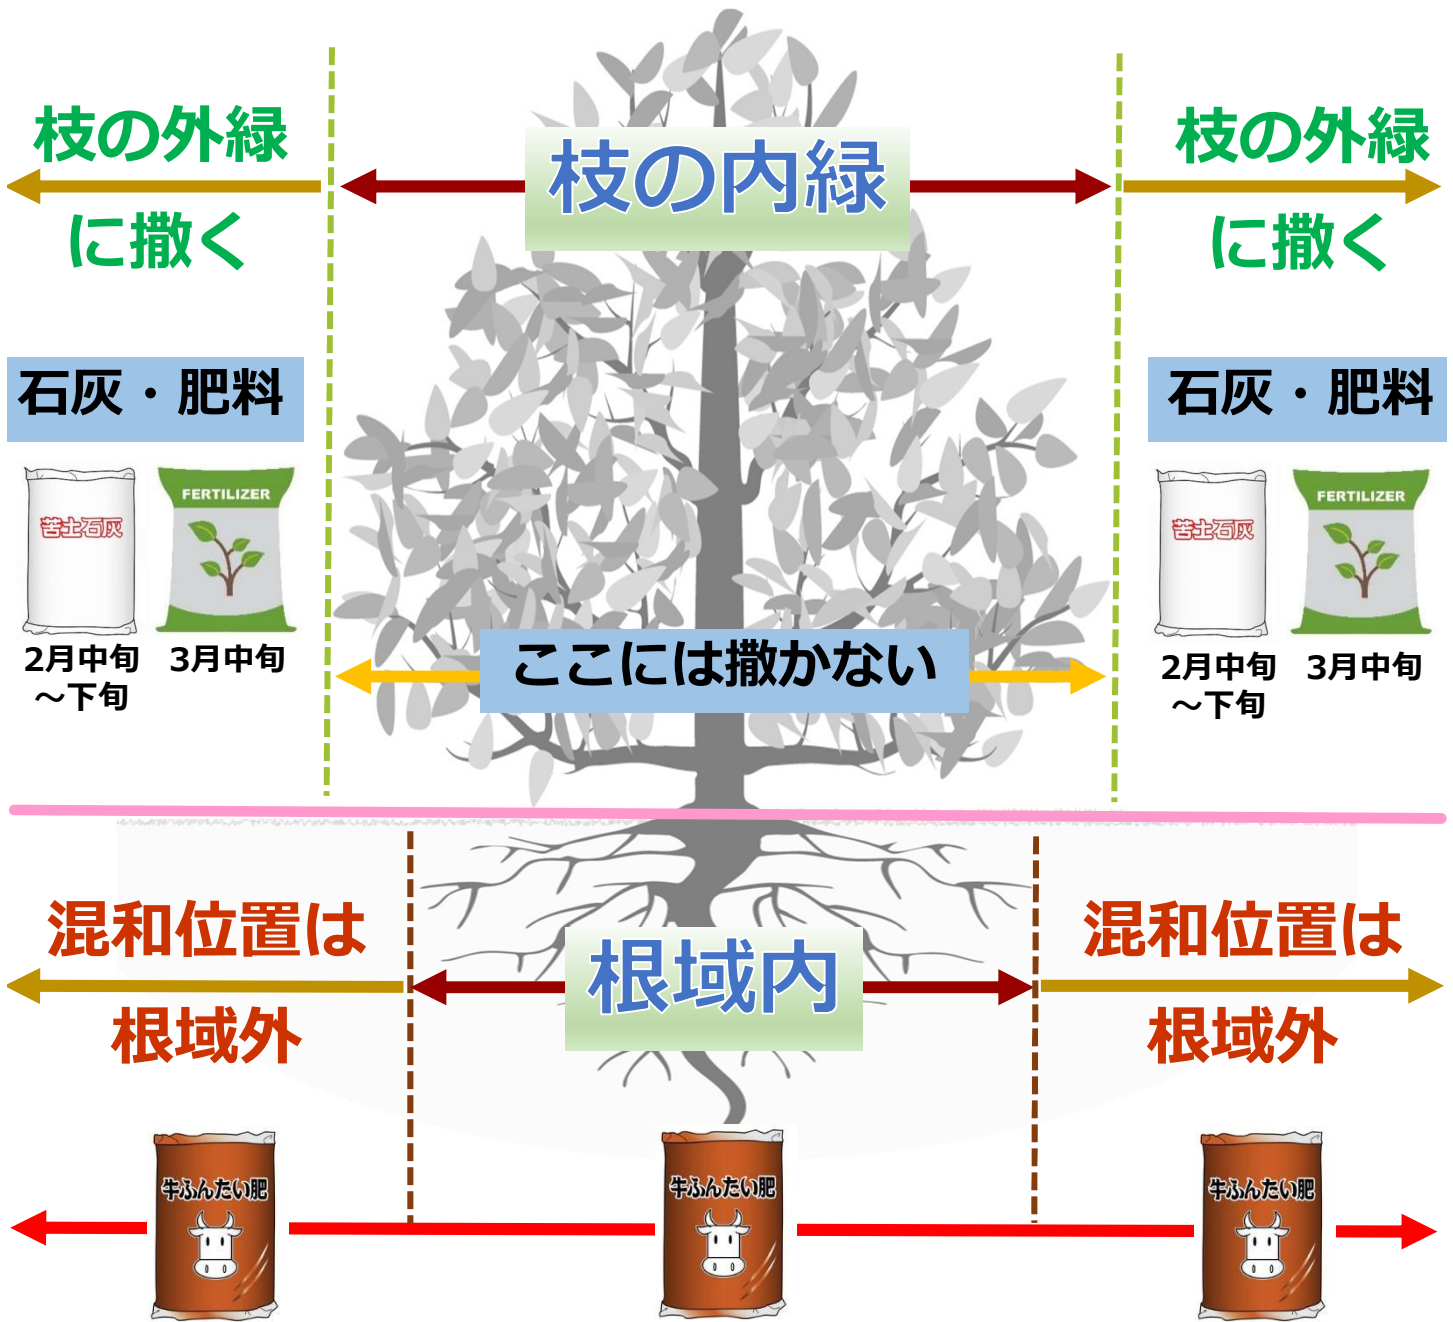 枝の外緑
に撒く
枝の内緑
枝の外緑
に撒く
石灰・肥料
石灰・肥料
苦土石灰
FERTILIZER
2月中旬
～下旬
3月中旬
ここには撒かない
苦土石灰
FERTILIZER
2月中旬
～下旬
3月中旬
混和位置は
根域外
根域内
混和位置は
根域外
牛ふんたい肥
牛ふんたい肥
牛ふんたい肥